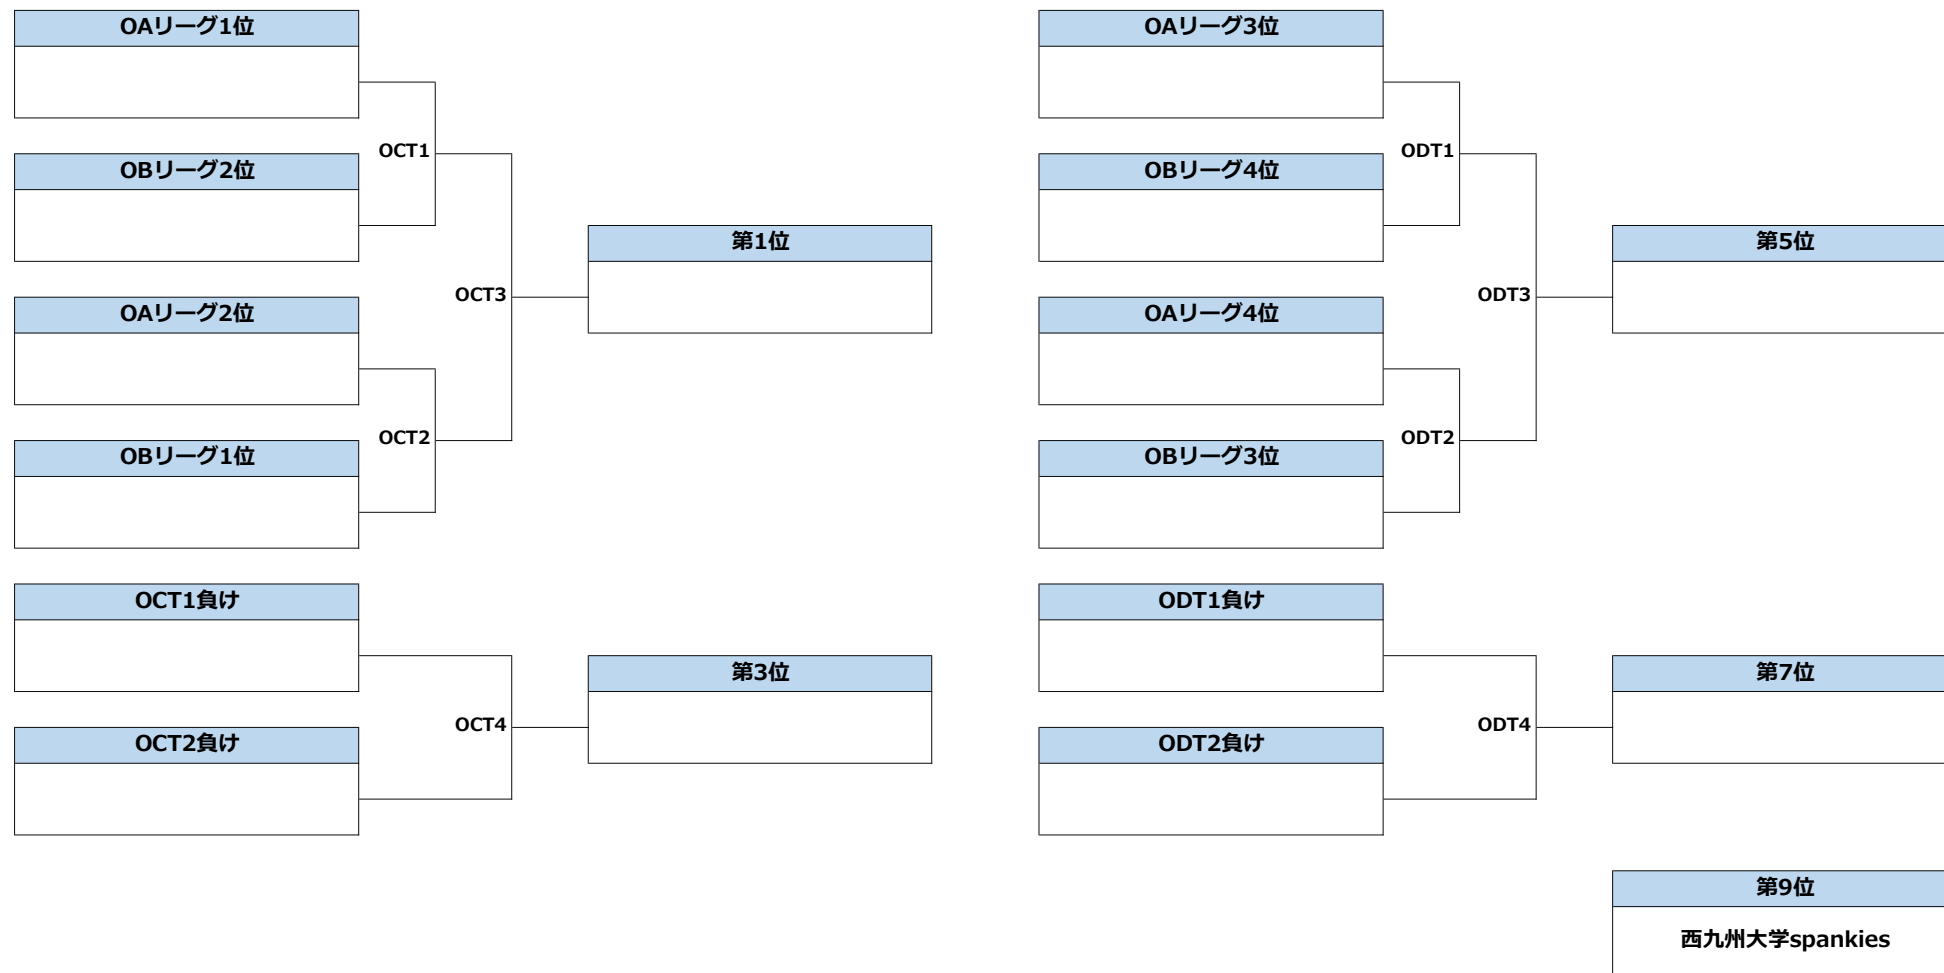 OAリーグ1位
OCT1
OBリーグ2位
第1位
OCT3
OAリーグ2位
OCT2
OBリーグ1位
OCT1負け
第3位
OCT4
OCT2負け
OAリーグ3位
ODT1
OBリーグ4位
第5位
ODT3
OAリーグ4位
ODT2
OBリーグ3位
ODT1負け
第7位
ODT4
ODT2負け
第9位
西九州大学spankies